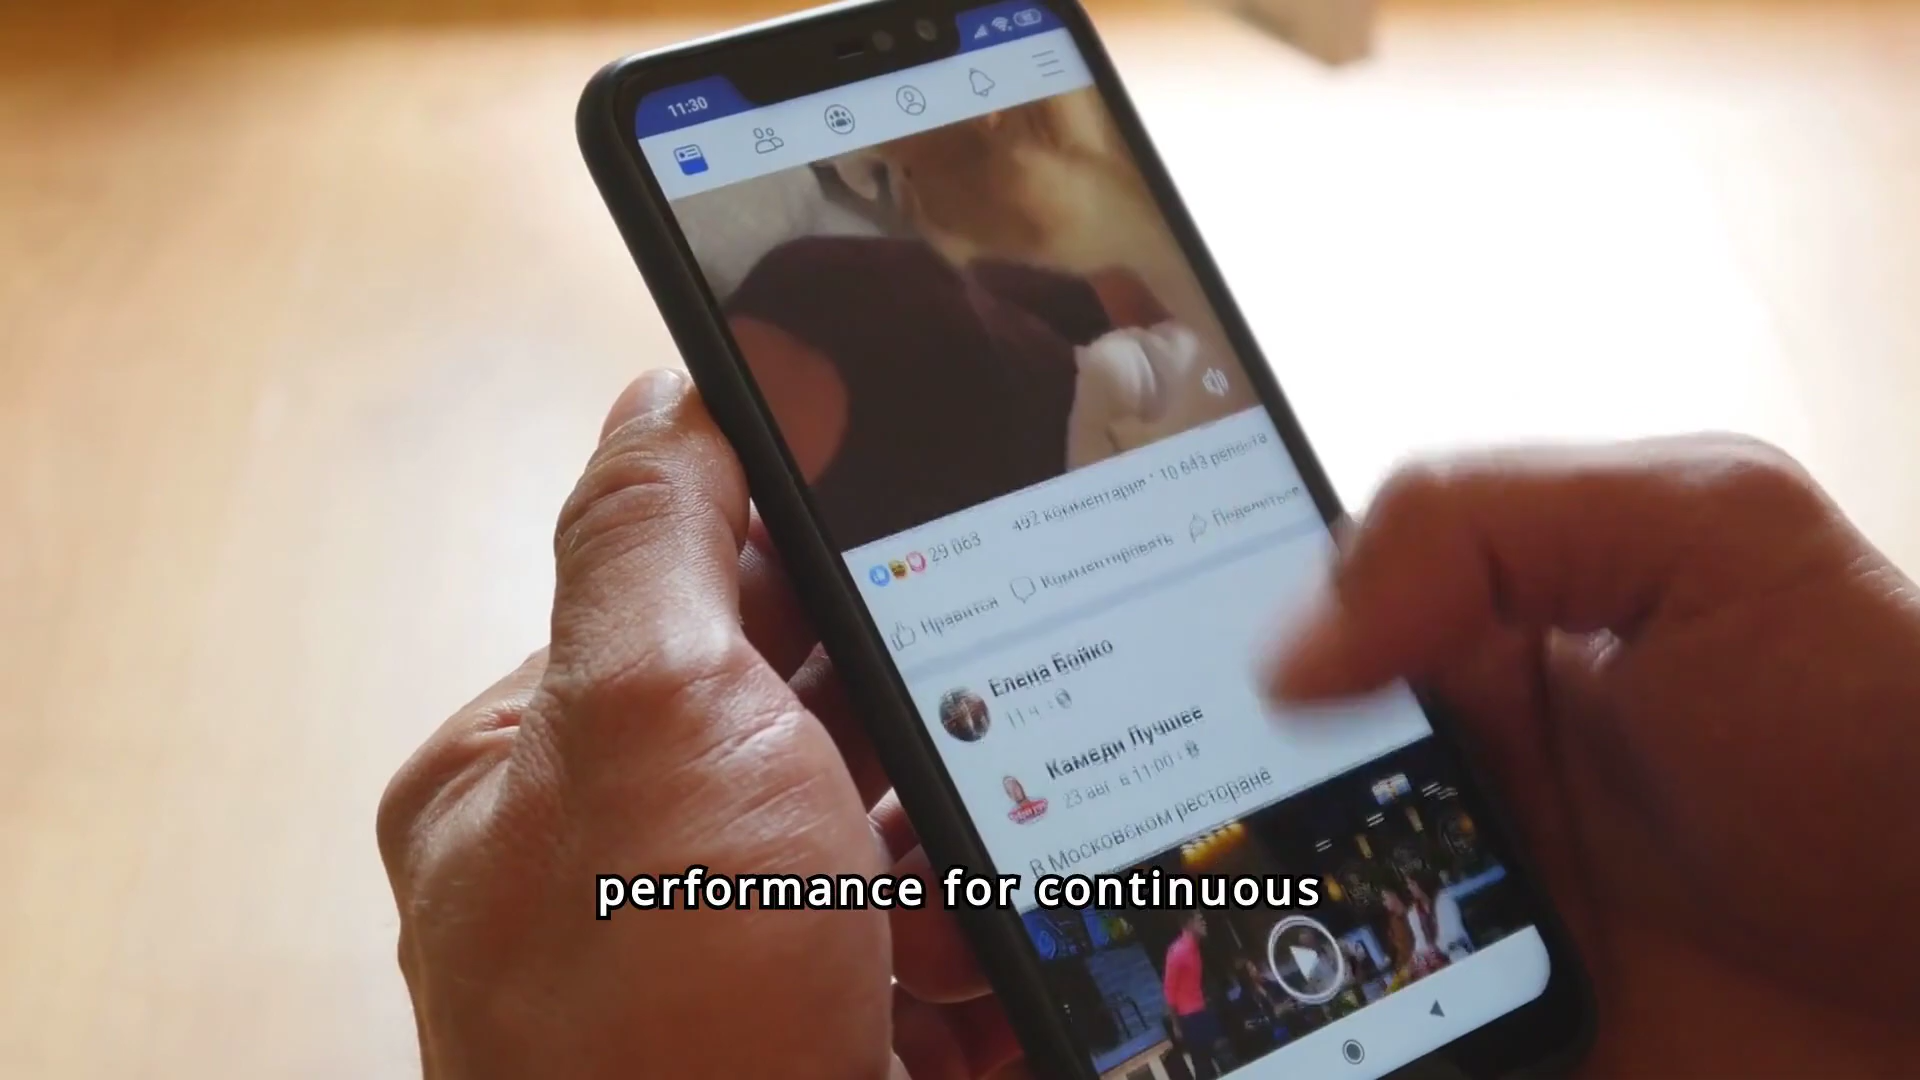 11:30
29 063 492 комментария · 10 643 репоста
Нравится Комментировать Поделиться
Елена Бойко
11 ч.
Камеди Лучшее
23 авг. в 11:00
В Московском ресторане
performance for continuous